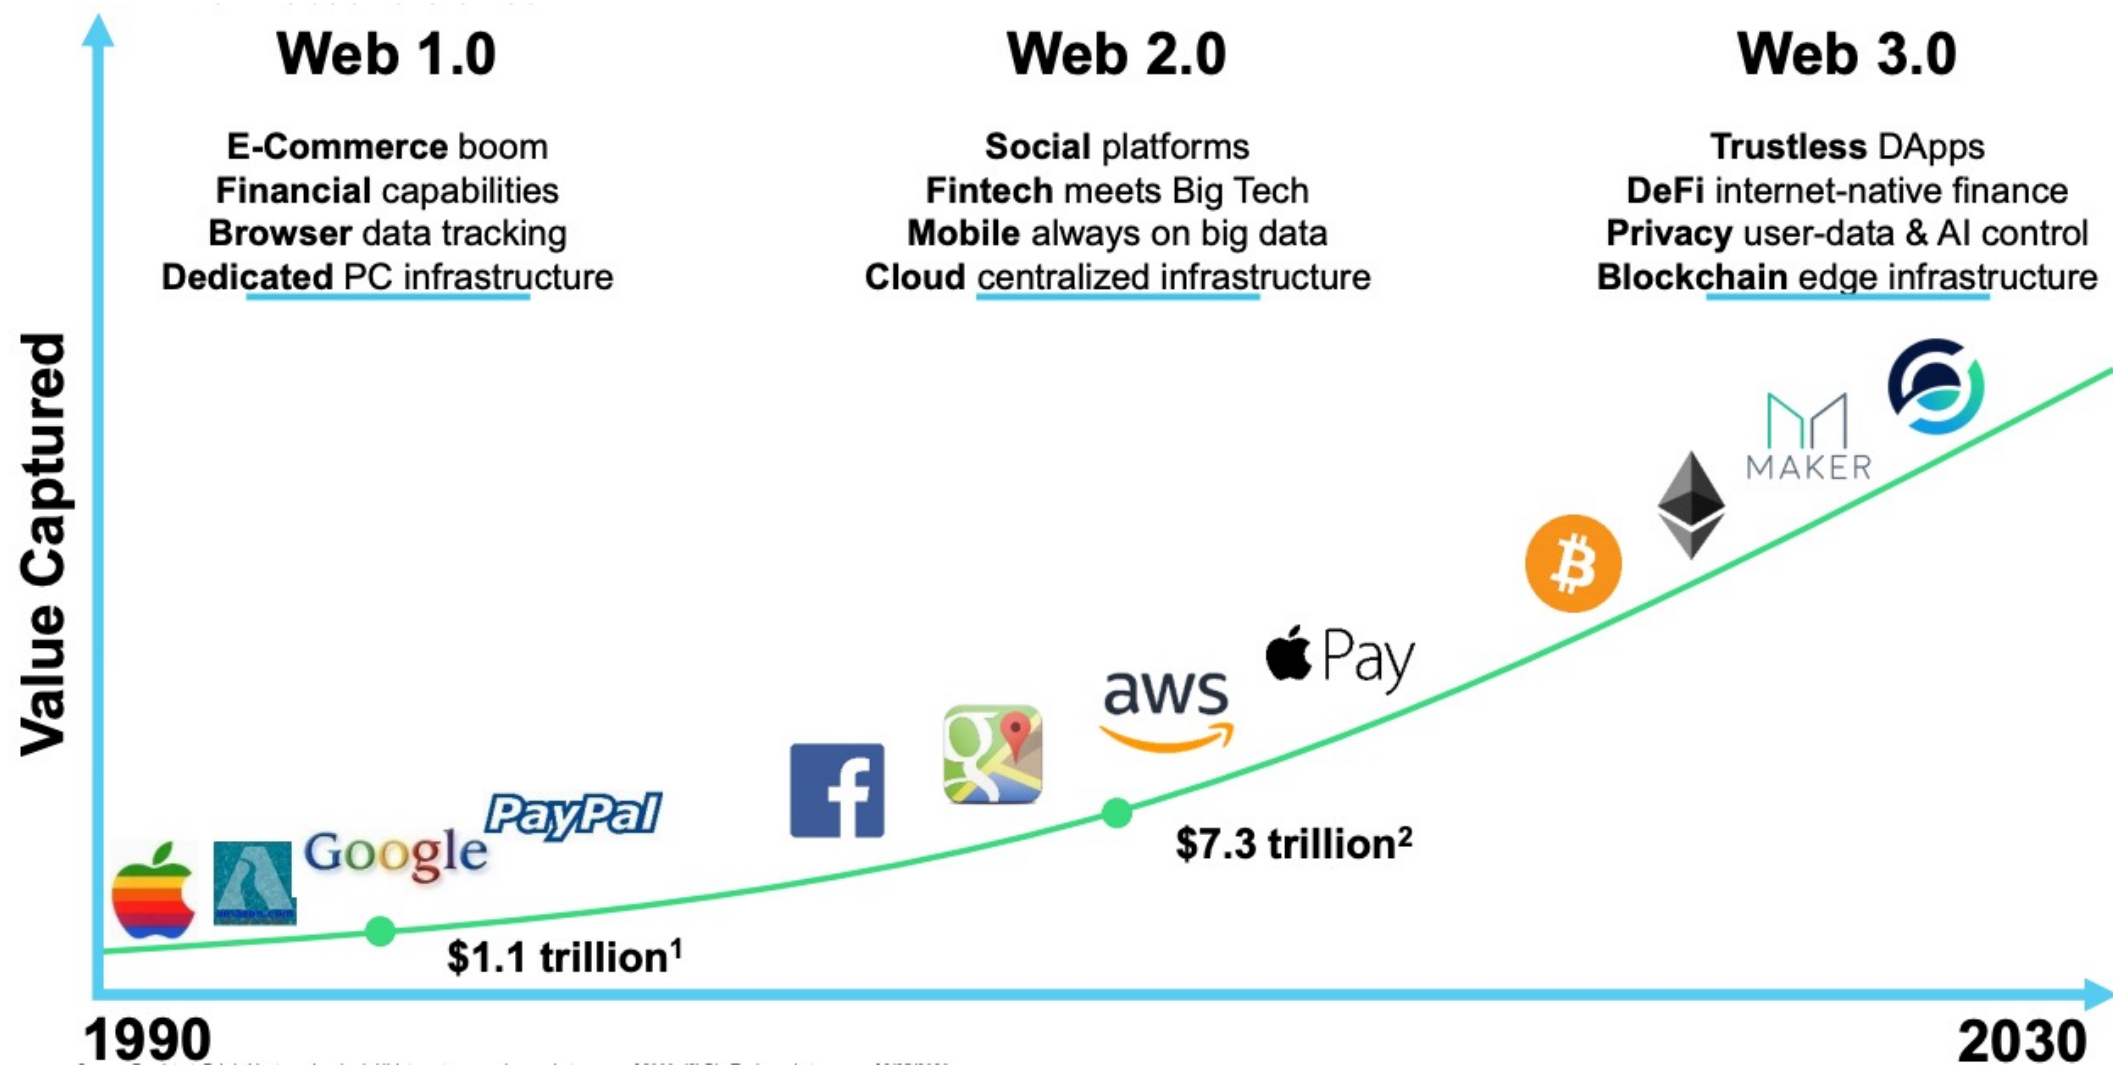 Web 1.0
E-Commerce boom
Financial capabilities
Browser data tracking
Dedicated PC infrastructure
Web 2.0
Social platforms
Fintech meets Big Tech
Mobile always on big data
Cloud centralized infrastructure
Web 3.0
Trustless DApps
DeFi internet-native finance
Privacy user-data & AI control
Blockchain edge infrastructure
Value Captured
MAKER
Pay
aws
PayPal
Google
amazon.com
$7.3 trillion²
$1.1 trillion¹
1990
2030